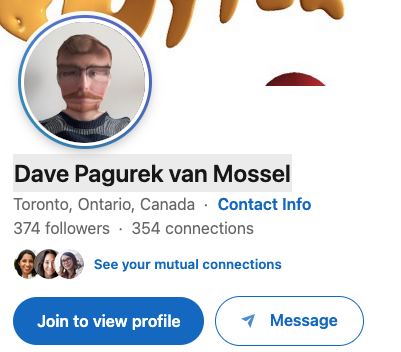 Dave Pagurek van Mossel
Toronto, Ontario, Canada · Contact Info
374 followers · 354 connections
See your mutual connections
Join to view profile Message